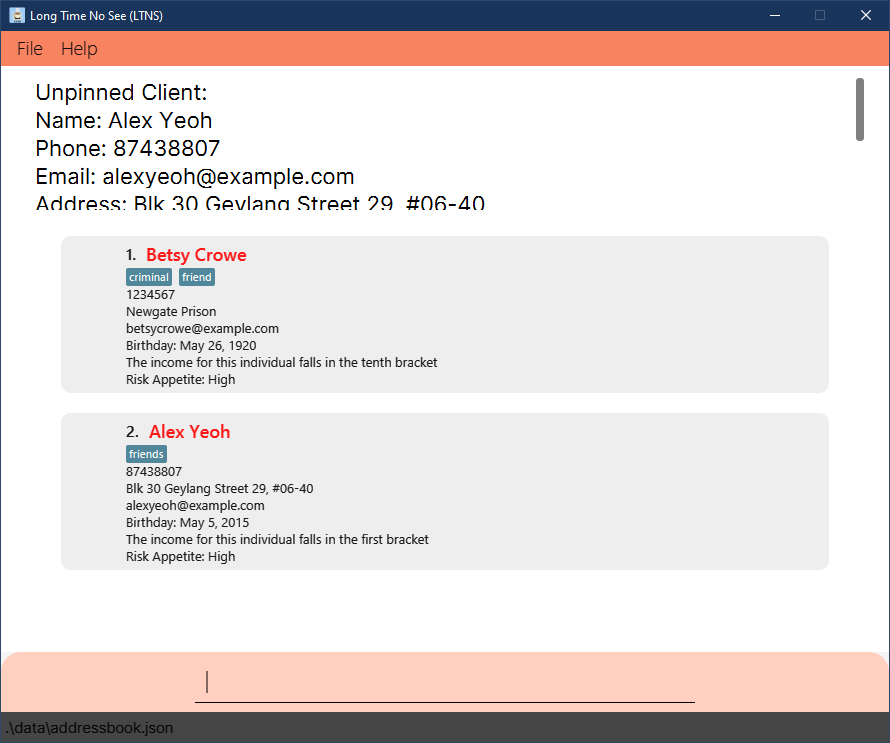 Long Time No See (LTNS)
File Help
Unpinned Client:
Name: Alex Yeoh
Phone: 87438807
Email: alexyeoh@example.com
Address: Blk 30 Geylang Street 29, #06-40
1. Betsy Crowe
criminal friend
1234567
Newgate Prison
betsycrowe@example.com
Birthday: May 26, 1920
The income for this individual falls in the tenth bracket
Risk Appetite: High
2. Alex Yeoh
friends
87438807
Blk 30 Geylang Street 29, #06-40
alexyeoh@example.com
Birthday: May 5, 2015
The income for this individual falls in the first bracket
Risk Appetite: High
.\data\addressbook.json